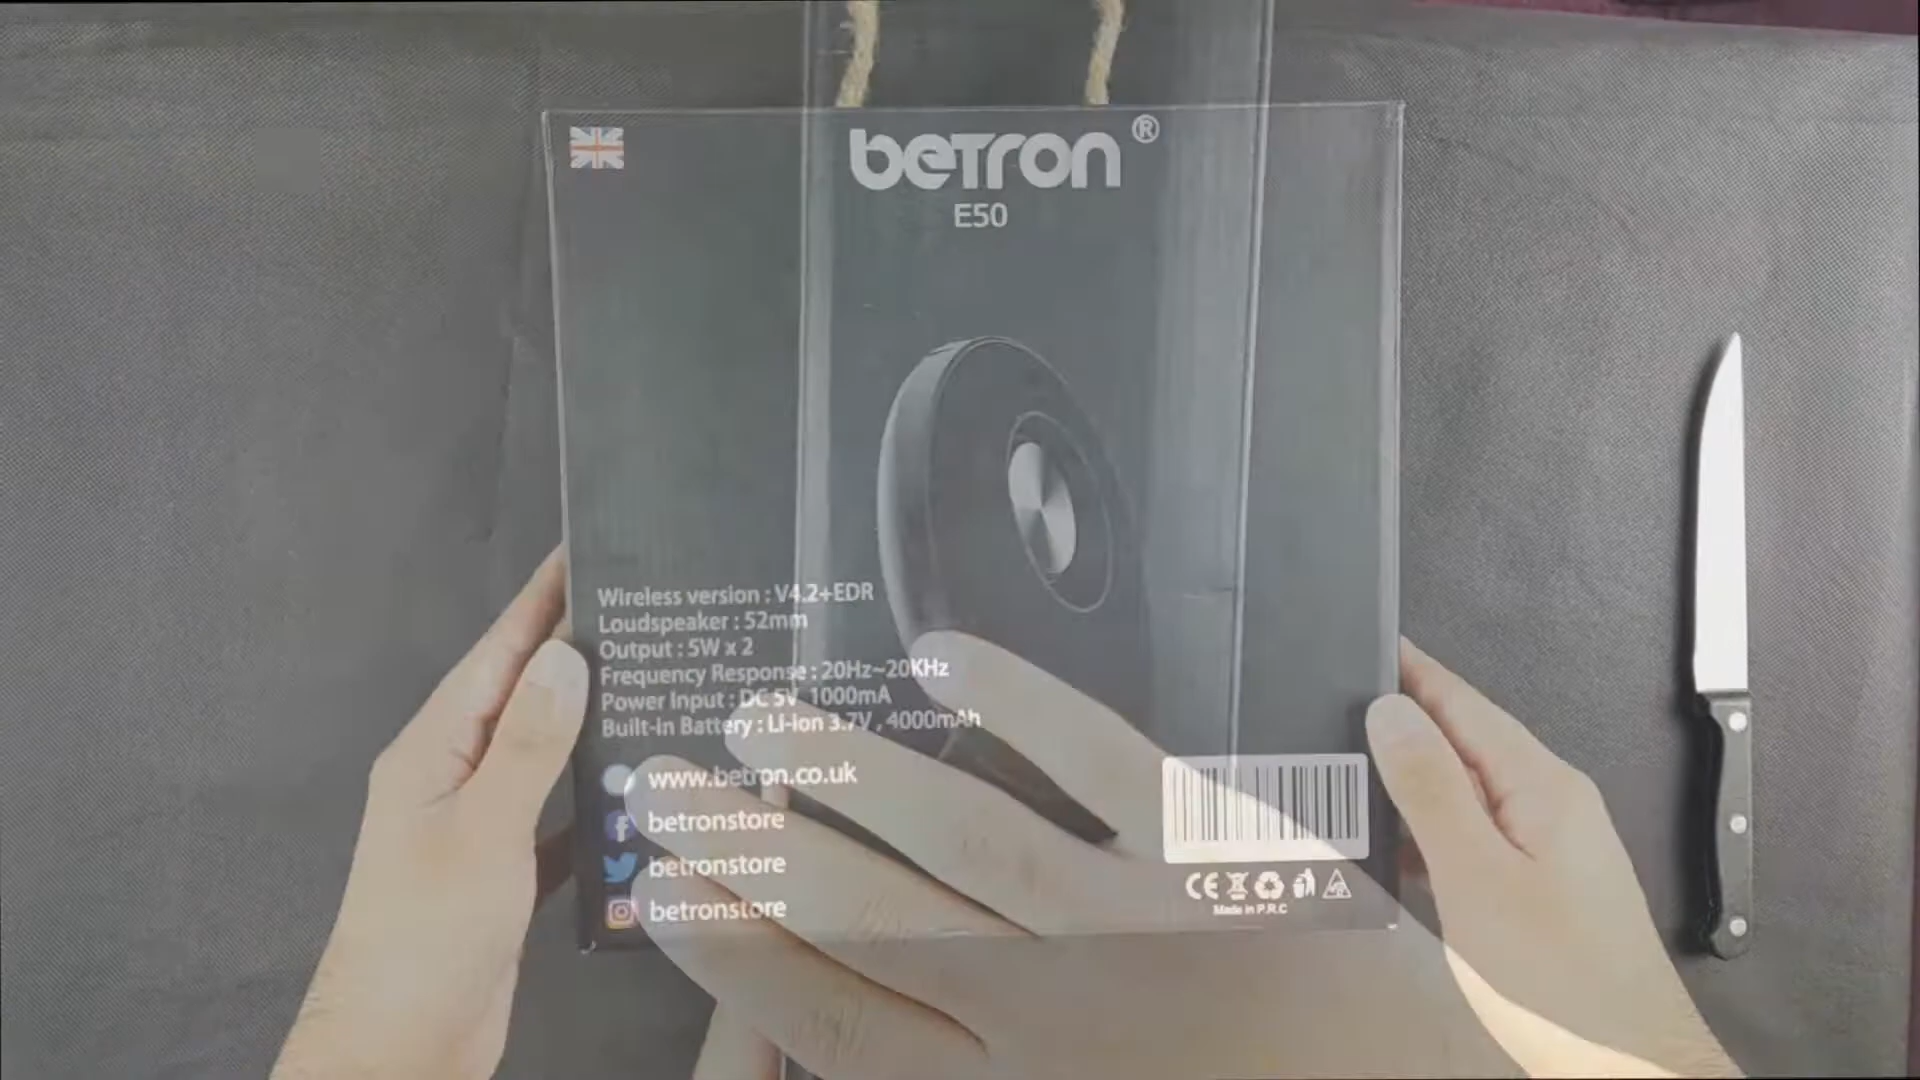 betron®
E50
Wireless version : V4.2+EDR
Loudspeaker : 52mm
Output : 5W x 2
Frequency Response : 20Hz~20KHz
Power Input : DC 5V 1000mA
Built-in Battery : Li-ion 3.7V , 4000mAh
www.betron.co.uk
betronstore
betronstore
betronstore
CE
Made in P.R.C